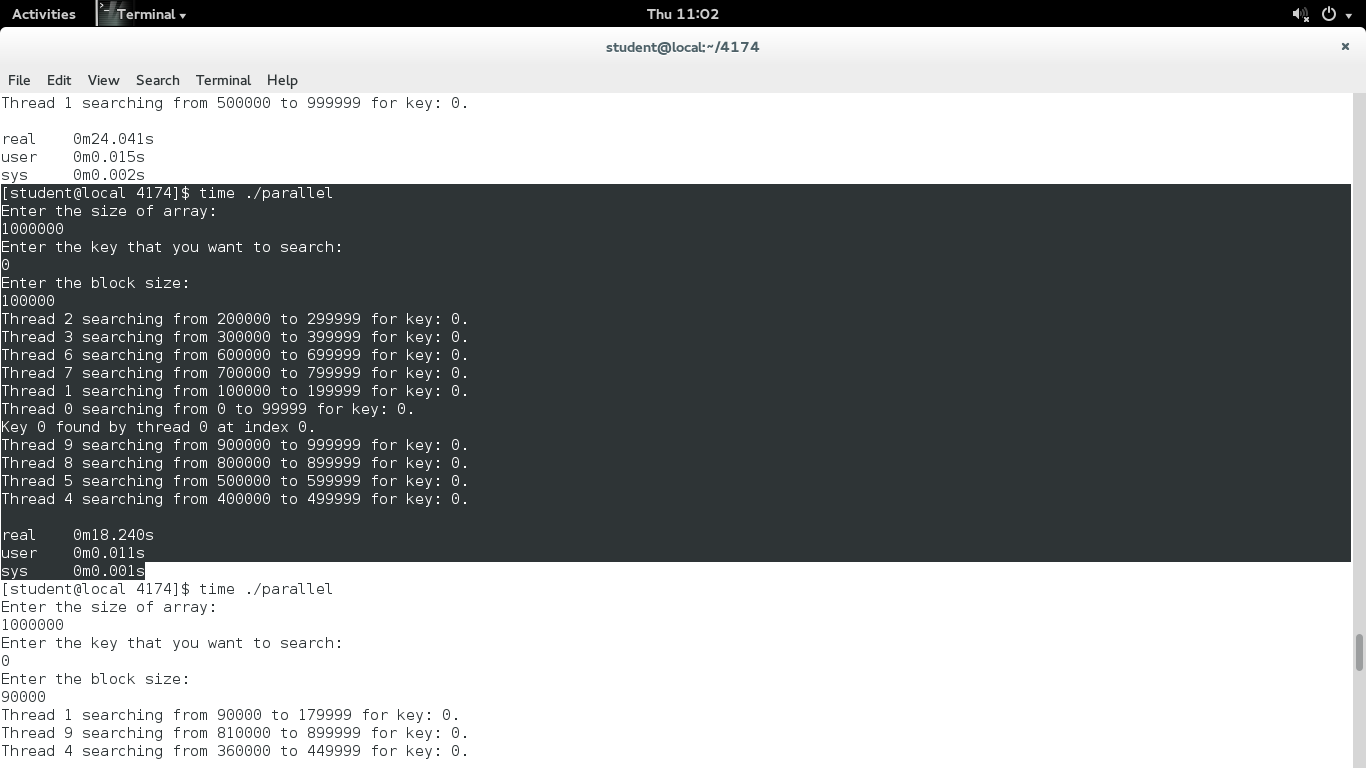 Activities Terminal Thu 11:02
student@local:~/4174
File Edit View Search Terminal Help
Thread 1 searching from 500000 to 999999 for key: 0.
real 0m24.041s
user 0m0.015s
sys 0m0.002s
[student@local 4174]$ time ./parallel
Enter the size of array:
1000000
Enter the key that you want to search:
0
Enter the block size:
100000
Thread 2 searching from 200000 to 299999 for key: 0.
Thread 3 searching from 300000 to 399999 for key: 0.
Thread 6 searching from 600000 to 699999 for key: 0.
Thread 7 searching from 700000 to 799999 for key: 0.
Thread 1 searching from 100000 to 199999 for key: 0.
Thread 0 searching from 0 to 99999 for key: 0.
Key 0 found by thread 0 at index 0.
Thread 9 searching from 900000 to 999999 for key: 0.
Thread 8 searching from 800000 to 899999 for key: 0.
Thread 5 searching from 500000 to 599999 for key: 0.
Thread 4 searching from 400000 to 499999 for key: 0.
real 0m18.240s
user 0m0.011s
sys 0m0.001s
[student@local 4174]$ time ./parallel
Enter the size of array:
1000000
Enter the key that you want to search:
0
Enter the block size:
90000
Thread 1 searching from 90000 to 179999 for key: 0.
Thread 9 searching from 810000 to 899999 for key: 0.
Thread 4 searching from 360000 to 449999 for key: 0.